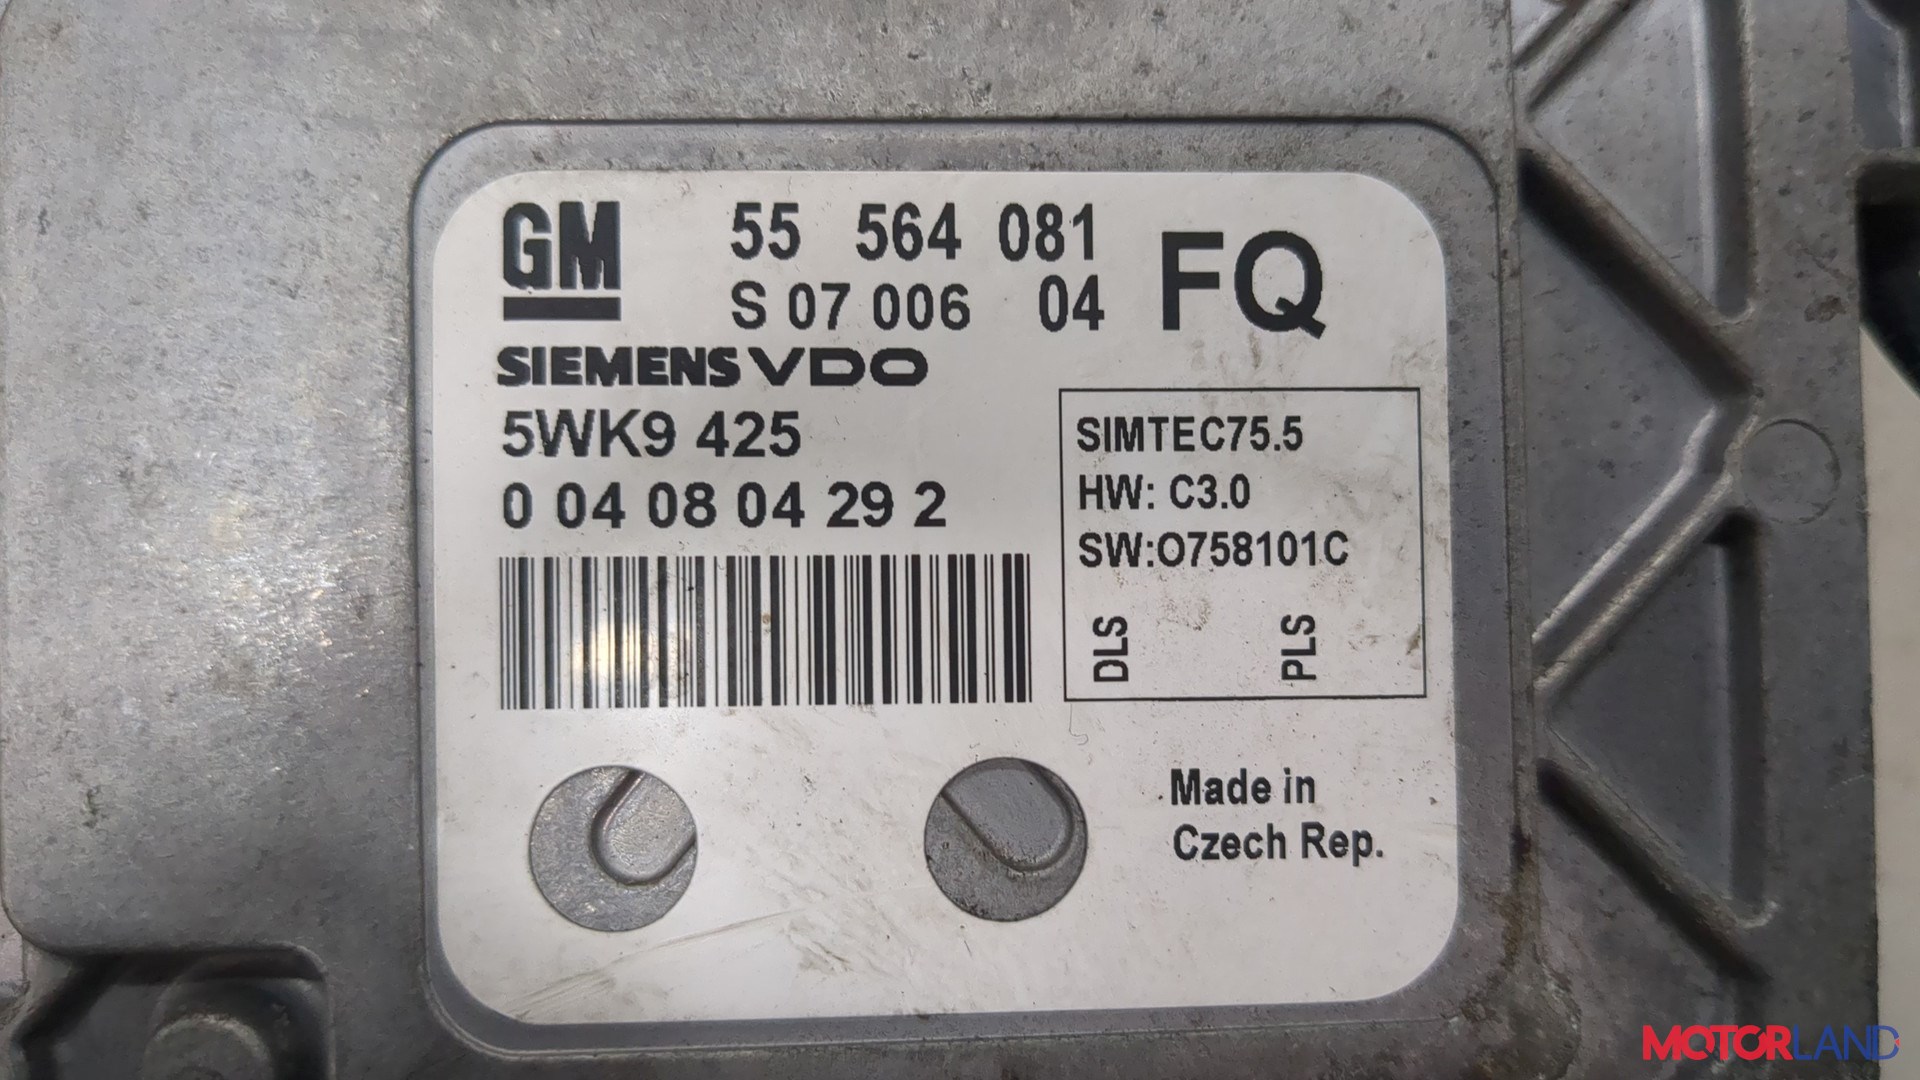 GM
55 564 081
S 07 006 04
FQ
SIEMENS VDO
5WK9 425
0 04 08 04 29 2
SIMTEC75.5
HW: C3.0
SW:O758101C
DLS
PLS
Made in
Czech Rep.
MOTORLAND